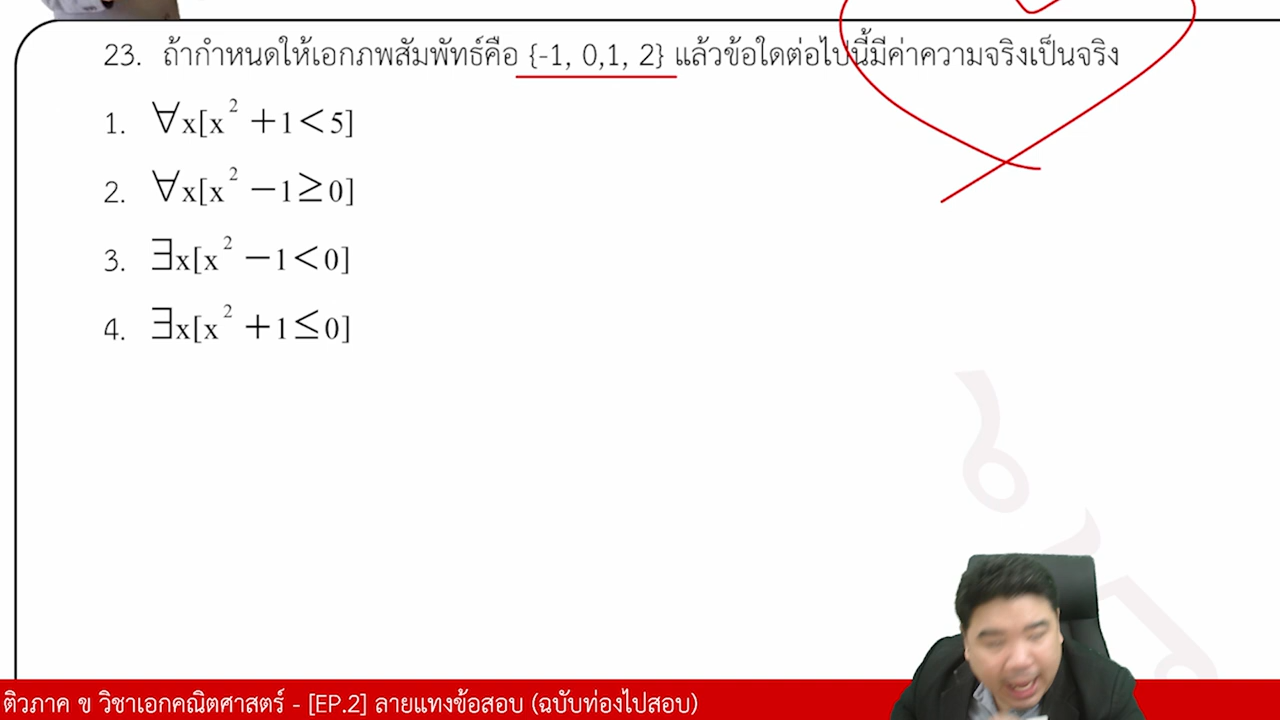 23. ถ้ากำหนดให้เอกภพสัมพัทธ์คือ {-1, 0,1, 2} แล้วข้อใดต่อไปนี้มีค่าความจริงเป็นจริง
1. ∀x[x² +1<5]
2. ∀x[x² −1≥0]
3. ∃x[x² −1<0]
4. ∃x[x² +1≤0]
ติวภาค ข วิชาเอกคณิตศาสตร์ - [EP.2] ลายแทงข้อสอบ (ฉบับท่องไปสอบ)